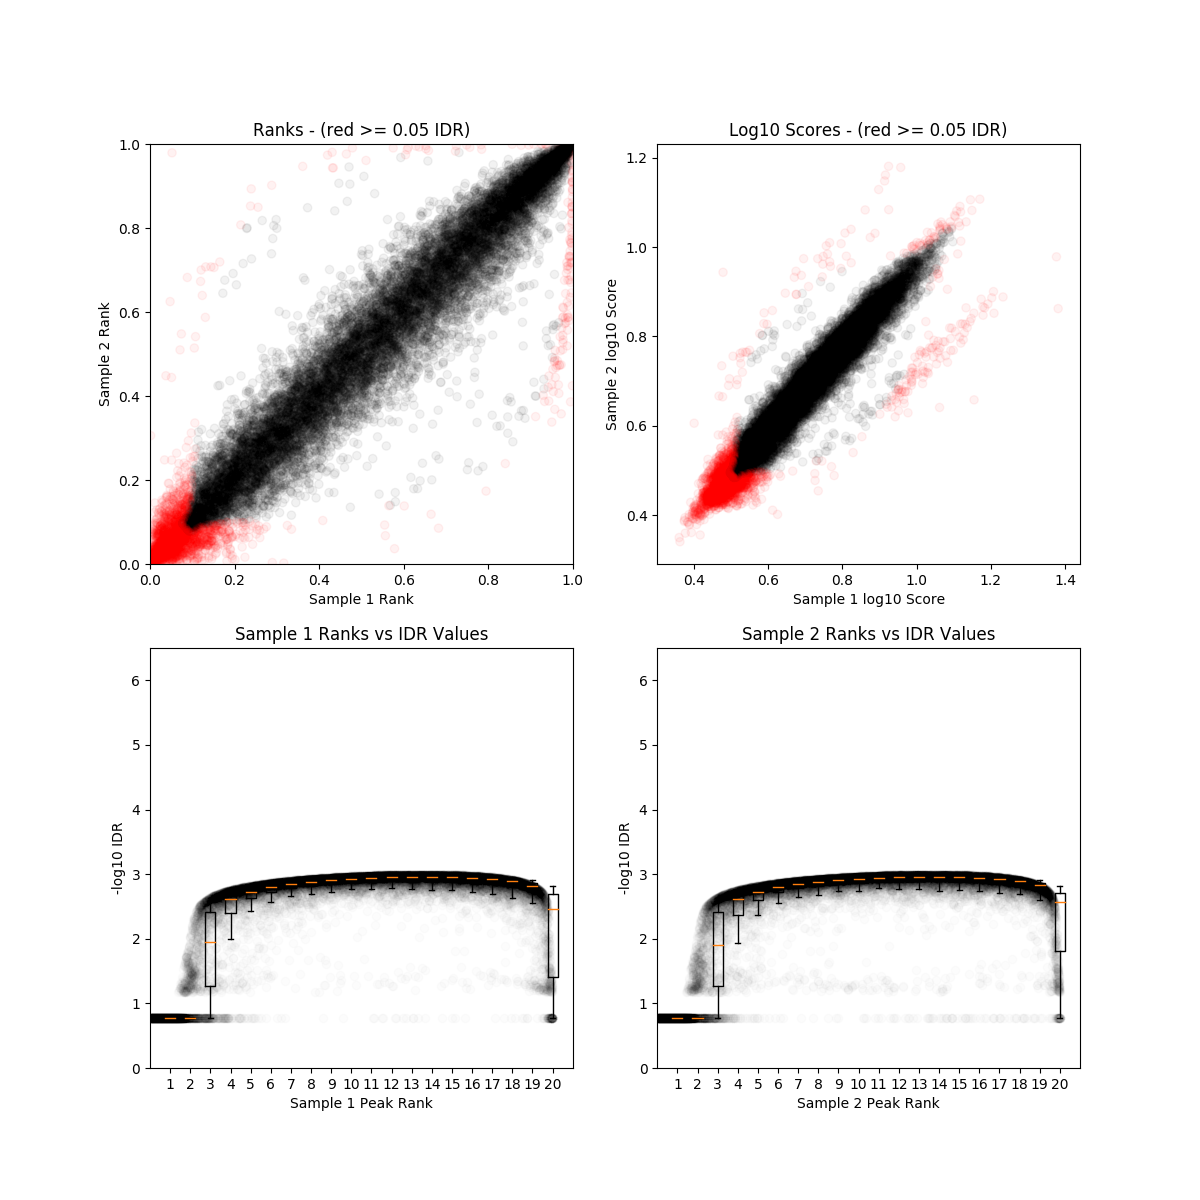 Ranks - (red >= 0.05 IDR)
Sample 2 Rank
1.0
0.8
0.6
0.4
0.2
0.0
0.0 0.2 0.4 0.6 0.8 1.0
Sample 1 Rank
Log10 Scores - (red >= 0.05 IDR)
Sample 2 log10 Score
1.2
1.0
0.8
0.6
0.4
0.4 0.6 0.8 1.0 1.2 1.4
Sample 1 log10 Score
Sample 1 Ranks vs IDR Values
-log10 IDR
6
5
4
3
2
1
0
1 2 3 4 5 6 7 8 9 10 11 12 13 14 15 16 17 18 19 20
Sample 1 Peak Rank
Sample 2 Ranks vs IDR Values
-log10 IDR
6
5
4
3
2
1
0
1 2 3 4 5 6 7 8 9 10 11 12 13 14 15 16 17 18 19 20
Sample 2 Peak Rank